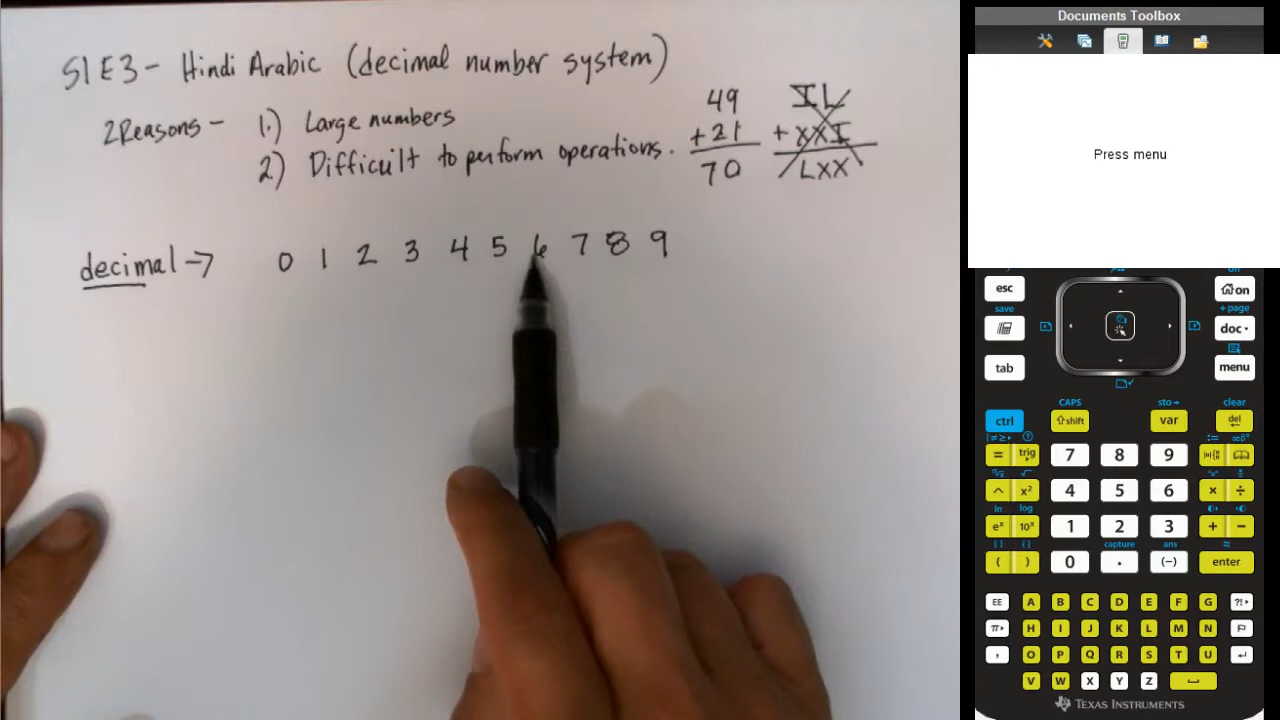 S1E3 - Hindi Arabic (decimal number system)
2Reasons - 1.) Large numbers
2.) Difficult to perform operations.
49 IL
+21 +XXI
70 LXX
decimal → 0 1 2 3 4 5 6 7 8 9
Documents Toolbox
Press menu
esc
on
save
+ page
doc
tab
menu
CAPS
sto→
clear
ctrl
shift
var
del
= trig 7 8 9
^ x² 4 5 6 × ÷
ln log
eˣ 10ˣ 1 2 3 + −
[ ] { } capture ans
( ) 0 . (−) enter
EE A B C D E F G ?!▸
π▸ H I J K L M N
, O P Q R S T U
V W X Y Z
TEXAS INSTRUMENTS